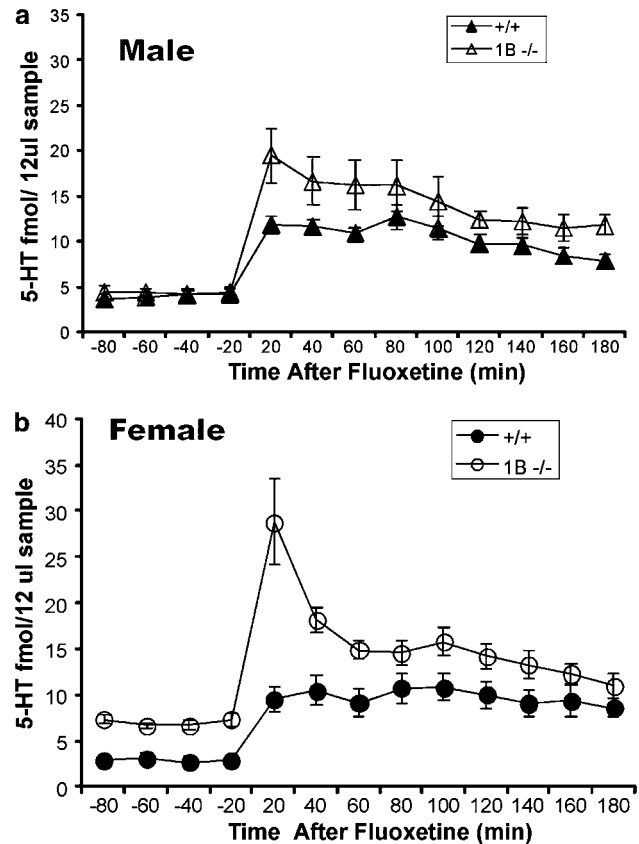 a
35
30
25
20
15
10
5
0
5-HT fmol/ 12ul sample
Male
+/+
1B -/-
-80 -60 -40 -20 20 40 60 80 100 120 140 160 180
Time After Fluoxetine (min)
b
40
35
30
25
20
15
10
5
0
5-HT fmol/12 ul sample
Female
+/+
1B -/-
-80 -60 -40 -20 20 40 60 80 100 120 140 160 180
Time After Fluoxetine (min)